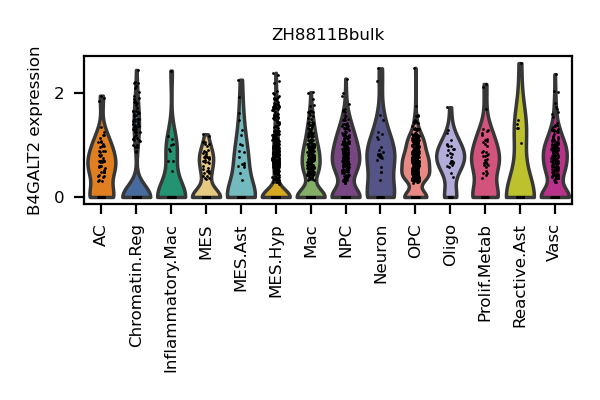 ZH8811Bbulk
B4GALT2 expression
2
0
AC
Chromatin.Reg
Inflammatory.Mac
MES
MES.Ast
MES.Hyp
Mac
NPC
Neuron
OPC
Oligo
Prolif.Metab
Reactive.Ast
Vasc